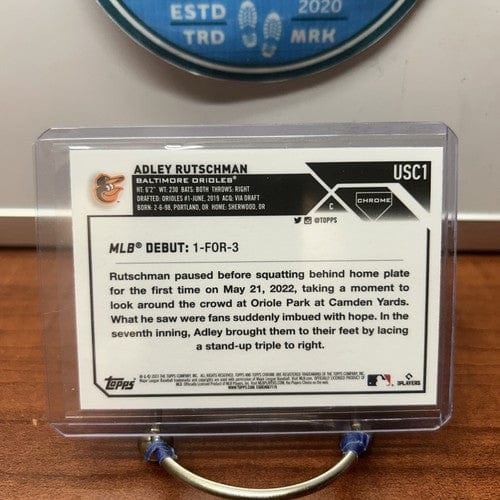 ESTD 2020
TRD MRK
ADLEY RUTSCHMAN
BALTIMORE ORIOLES®
HT: 6'2" WT: 230 BATS: BOTH THROWS: RIGHT
DRAFTED: ORIOLES #1-JUNE, 2019 ACQ: VIA DRAFT
BORN: 2-6-98, PORTLAND, OR HOME: SHERWOOD, OR
USC1
C
CHROME
@TOPPS
MLB® DEBUT: 1-FOR-3
Rutschman paused before squatting behind home plate
for the first time on May 21, 2022, taking a moment to
look around the crowd at Oriole Park at Camden Yards.
What he saw were fans suddenly imbued with hope. In the
seventh inning, Adley brought them to their feet by lacing
a stand-up triple to right.
Topps
PLAYERS